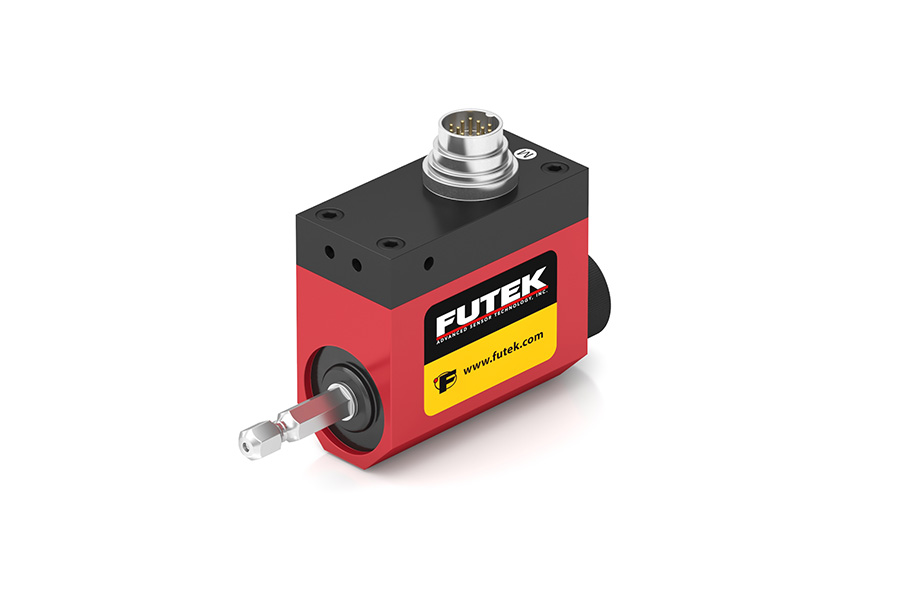 M
FUTEK
ADVANCED SENSOR TECHNOLOGY, INC.
www.futek.com
F